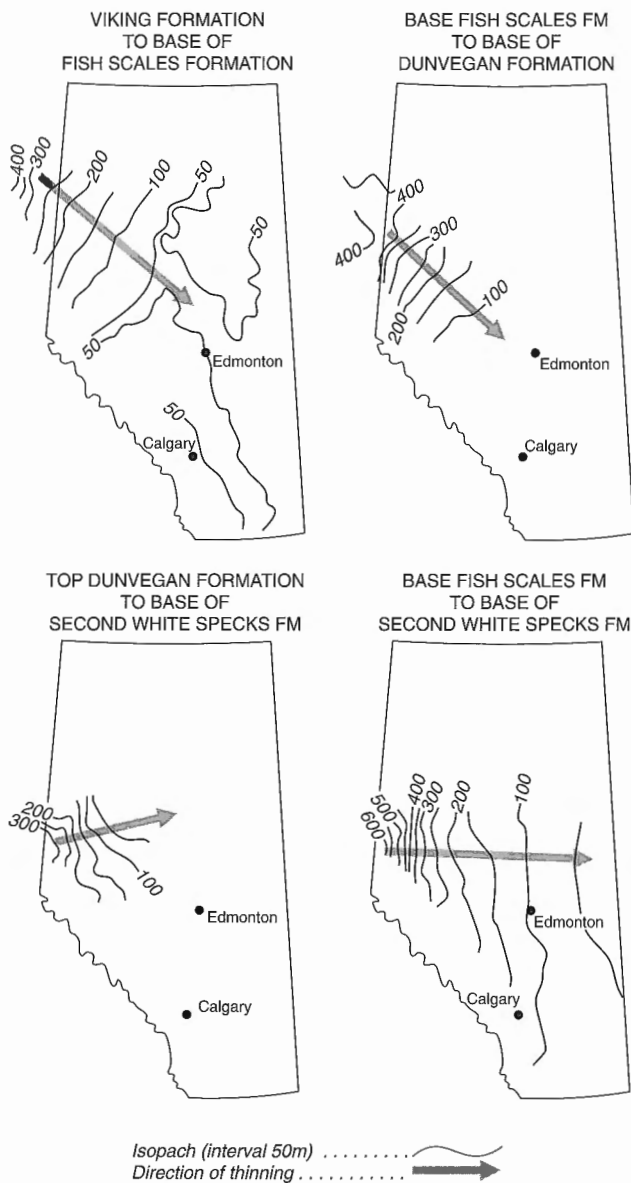 VIKING FORMATION
TO BASE OF
FISH SCALES FORMATION
400
300
200
100
50
50
50
50
Edmonton
Calgary
BASE FISH SCALES FM
TO BASE OF
DUNVEGAN FORMATION
400
400
300
200
100
Edmonton
Calgary
TOP DUNVEGAN FORMATION
TO BASE OF
SECOND WHITE SPECKS FM
200
300
100
Edmonton
Calgary
BASE FISH SCALES FM
TO BASE OF
SECOND WHITE SPECKS FM
600
500
400
300
200
100
Edmonton
Calgary
Isopach (interval 50m) ........
Direction of thinning ...........